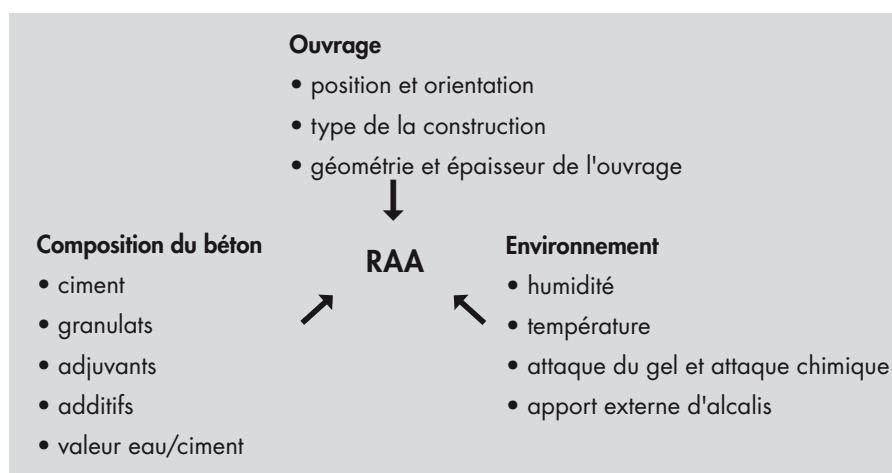 Ouvrage
• position et orientation
• type de la construction
• géométrie et épaisseur de l'ouvrage
RAA
Composition du béton
• ciment
• granulats
• adjuvants
• additifs
• valeur eau/ciment
Environnement
• humidité
• température
• attaque du gel et attaque chimique
• apport externe d'alcalis